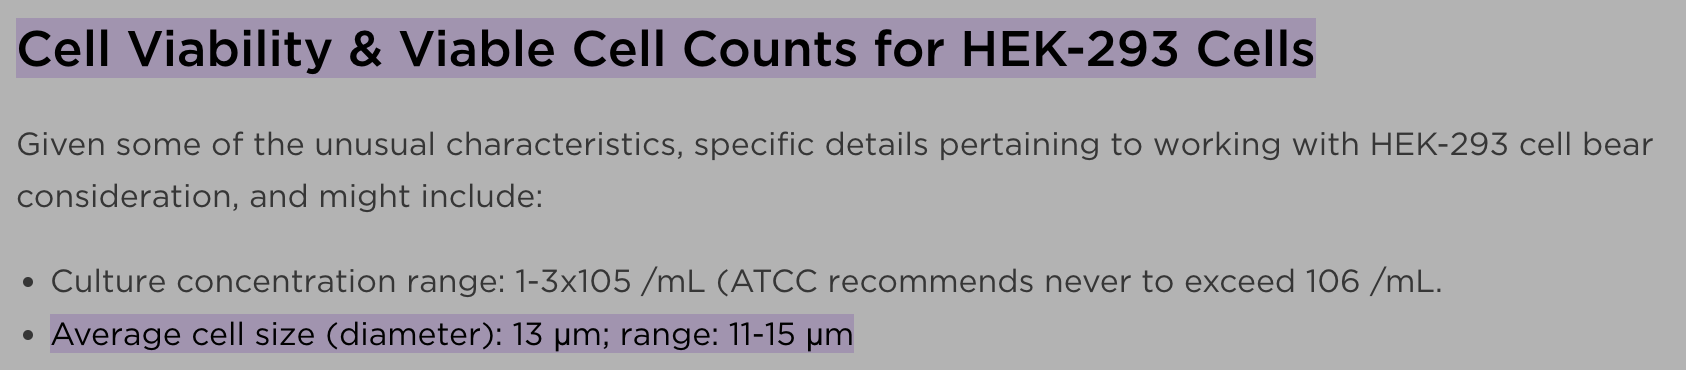 Cell Viability & Viable Cell Counts for HEK-293 Cells
Given some of the unusual characteristics, specific details pertaining to working with HEK-293 cell bear
consideration, and might include:
• Culture concentration range: 1-3x105 /mL (ATCC recommends never to exceed 106 /mL.
• Average cell size (diameter): 13 μm; range: 11-15 μm